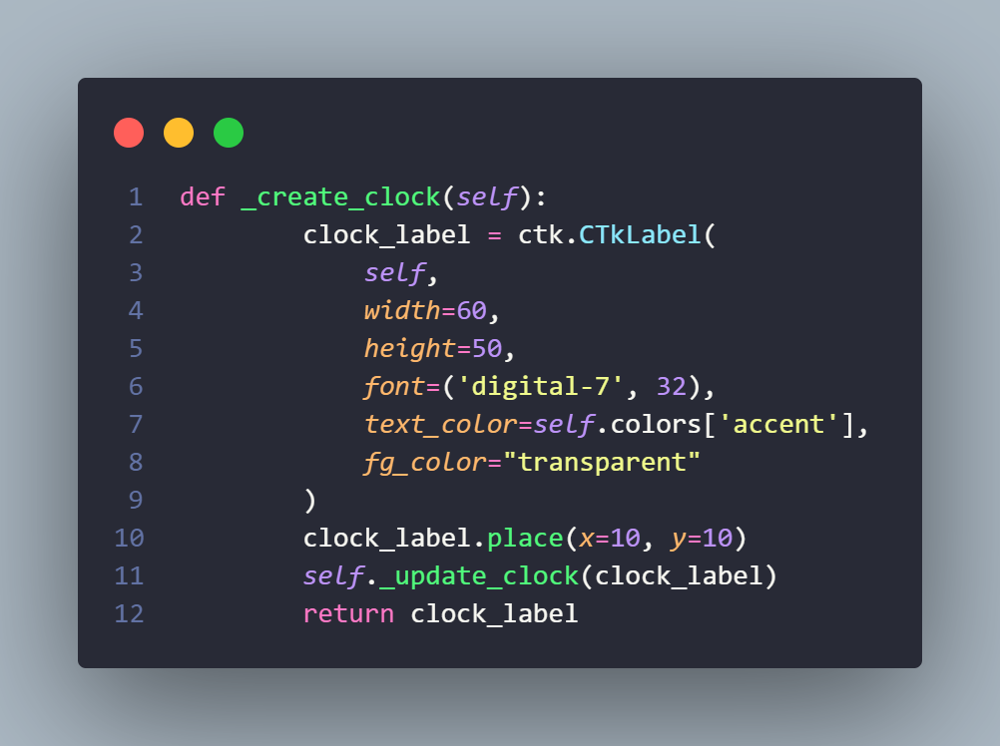 1 def _create_clock(self):
2         clock_label = ctk.CTkLabel(
3             self,
4             width=60,
5             height=50,
6             font=('digital-7', 32),
7             text_color=self.colors['accent'],
8             fg_color="transparent"
9         )
10         clock_label.place(x=10, y=10)
11         self._update_clock(clock_label)
12         return clock_label